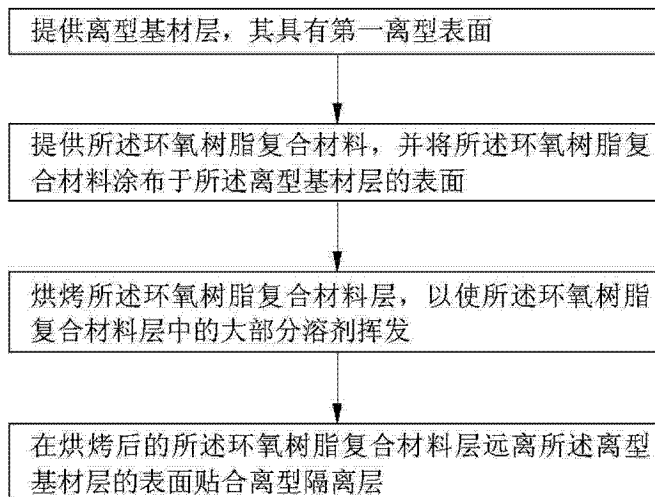 提供离型基材层，其具有第一离型表面
提供所述环氧树脂复合材料，并将所述环氧树脂复
合材料涂布于所述离型基材层的表面
烘烤所述环氧树脂复合材料层，以使所述环氧树脂
复合材料层中的大部分溶剂挥发
在烘烤后的所述环氧树脂复合材料层远离所述离型
基材层的表面贴合离型隔离层